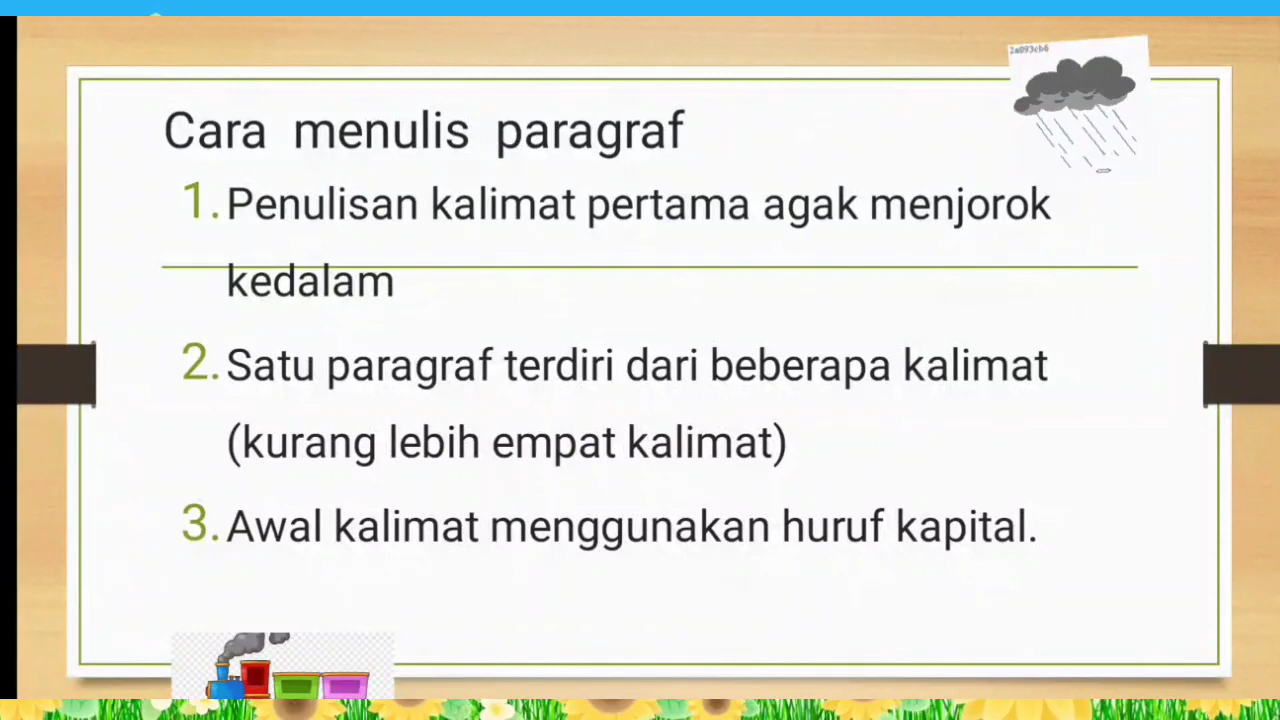 2a093cb6
Cara menulis paragraf
1. Penulisan kalimat pertama agak menjorok
kedalam
2. Satu paragraf terdiri dari beberapa kalimat
(kurang lebih empat kalimat)
3. Awal kalimat menggunakan huruf kapital.